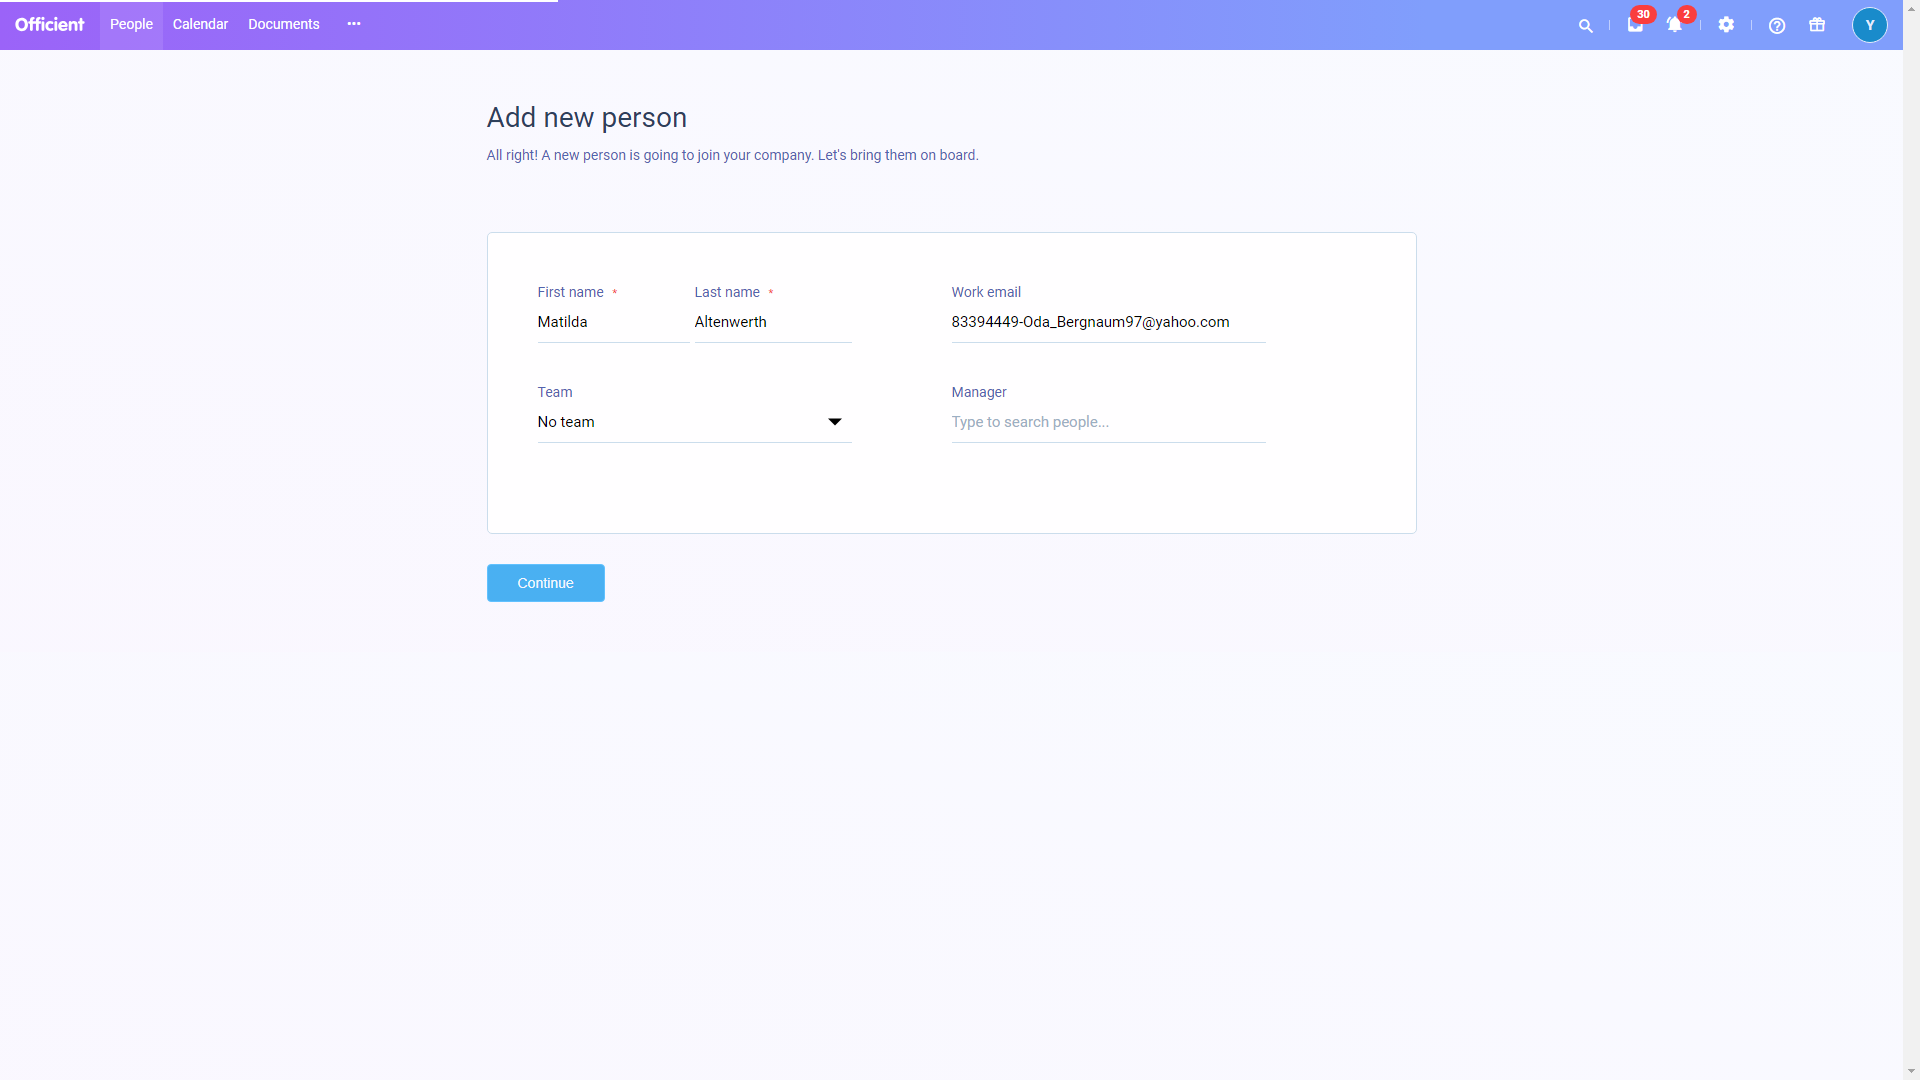 Officient People Calendar Documents 30 2 Y
Add new person
All right! A new person is going to join your company. Let's bring them on board.
First name * Last name * Work email
Matilda Altenwerth 83394449-Oda_Bergnaum97@yahoo.com
Team Manager
No team Type to search people...
Continue